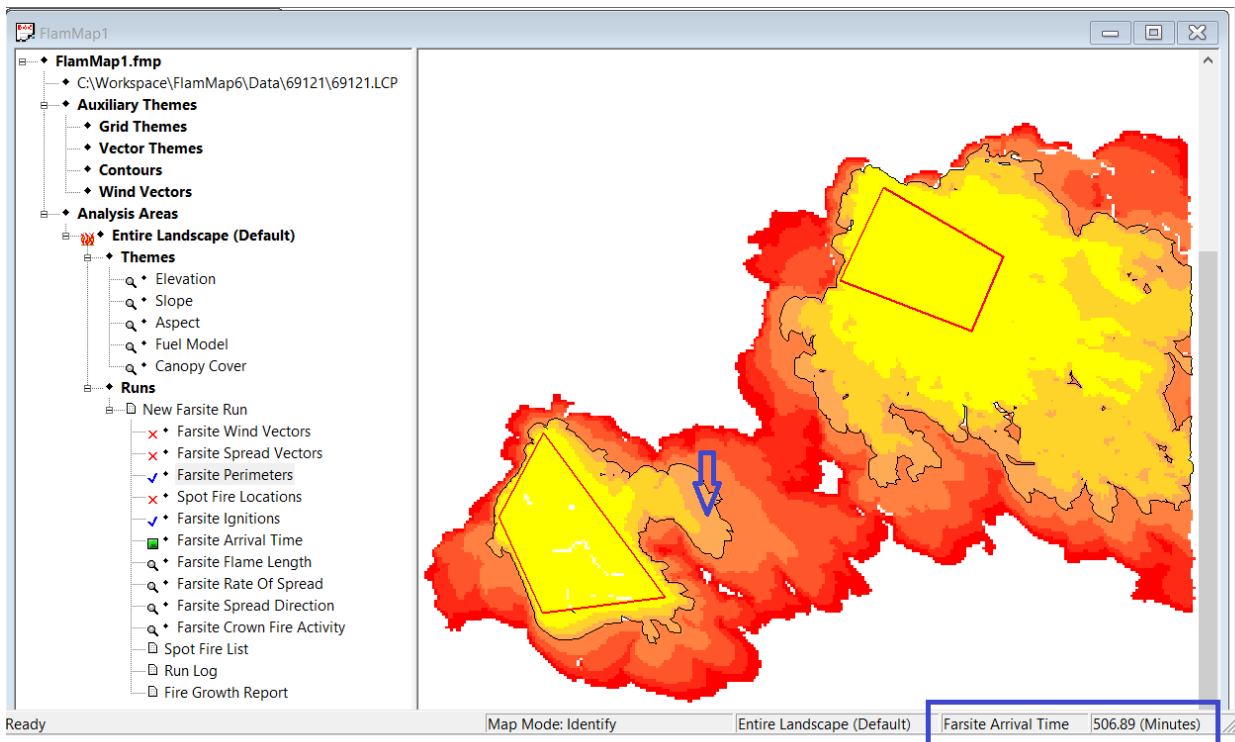 FlamMap1
FlamMap1.fmp
C:\Workspace\FlamMap6\Data\69121\69121.LCP
Auxiliary Themes
Grid Themes
Vector Themes
Contours
Wind Vectors
Analysis Areas
Entire Landscape (Default)
Themes
Elevation
Slope
Aspect
Fuel Model
Canopy Cover
Runs
New Farsite Run
Farsite Wind Vectors
Farsite Spread Vectors
Farsite Perimeters
Spot Fire Locations
Farsite Ignitions
Farsite Arrival Time
Farsite Flame Length
Farsite Rate Of Spread
Farsite Spread Direction
Farsite Crown Fire Activity
Spot Fire List
Run Log
Fire Growth Report
Ready Map Mode: Identify Entire Landscape (Default) Farsite Arrival Time 506.89 (Minutes)